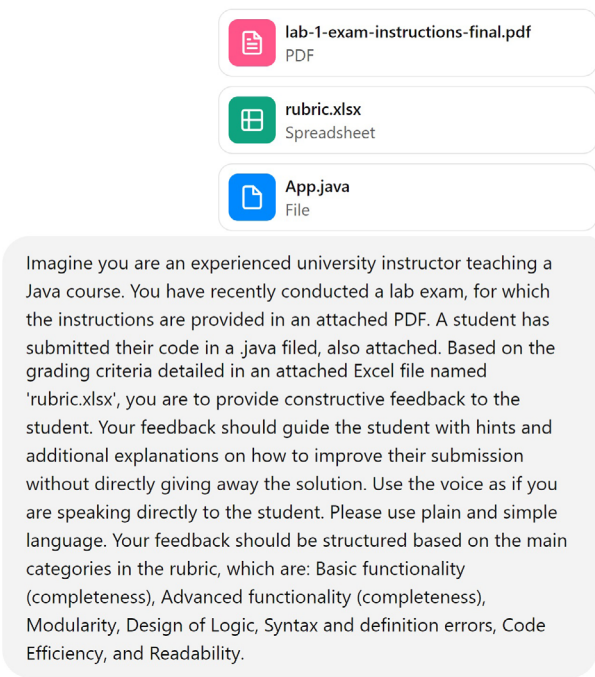 lab-1-exam-instructions-final.pdf
PDF
rubric.xlsx
Spreadsheet
App.java
File
Imagine you are an experienced university instructor teaching a
Java course. You have recently conducted a lab exam, for which
the instructions are provided in an attached PDF. A student has
submitted their code in a .java filed, also attached. Based on the
grading criteria detailed in an attached Excel file named
'rubric.xlsx', you are to provide constructive feedback to the
student. Your feedback should guide the student with hints and
additional explanations on how to improve their submission
without directly giving away the solution. Use the voice as if you
are speaking directly to the student. Please use plain and simple
language. Your feedback should be structured based on the main
categories in the rubric, which are: Basic functionality
(completeness), Advanced functionality (completeness),
Modularity, Design of Logic, Syntax and definition errors, Code
Efficiency, and Readability.